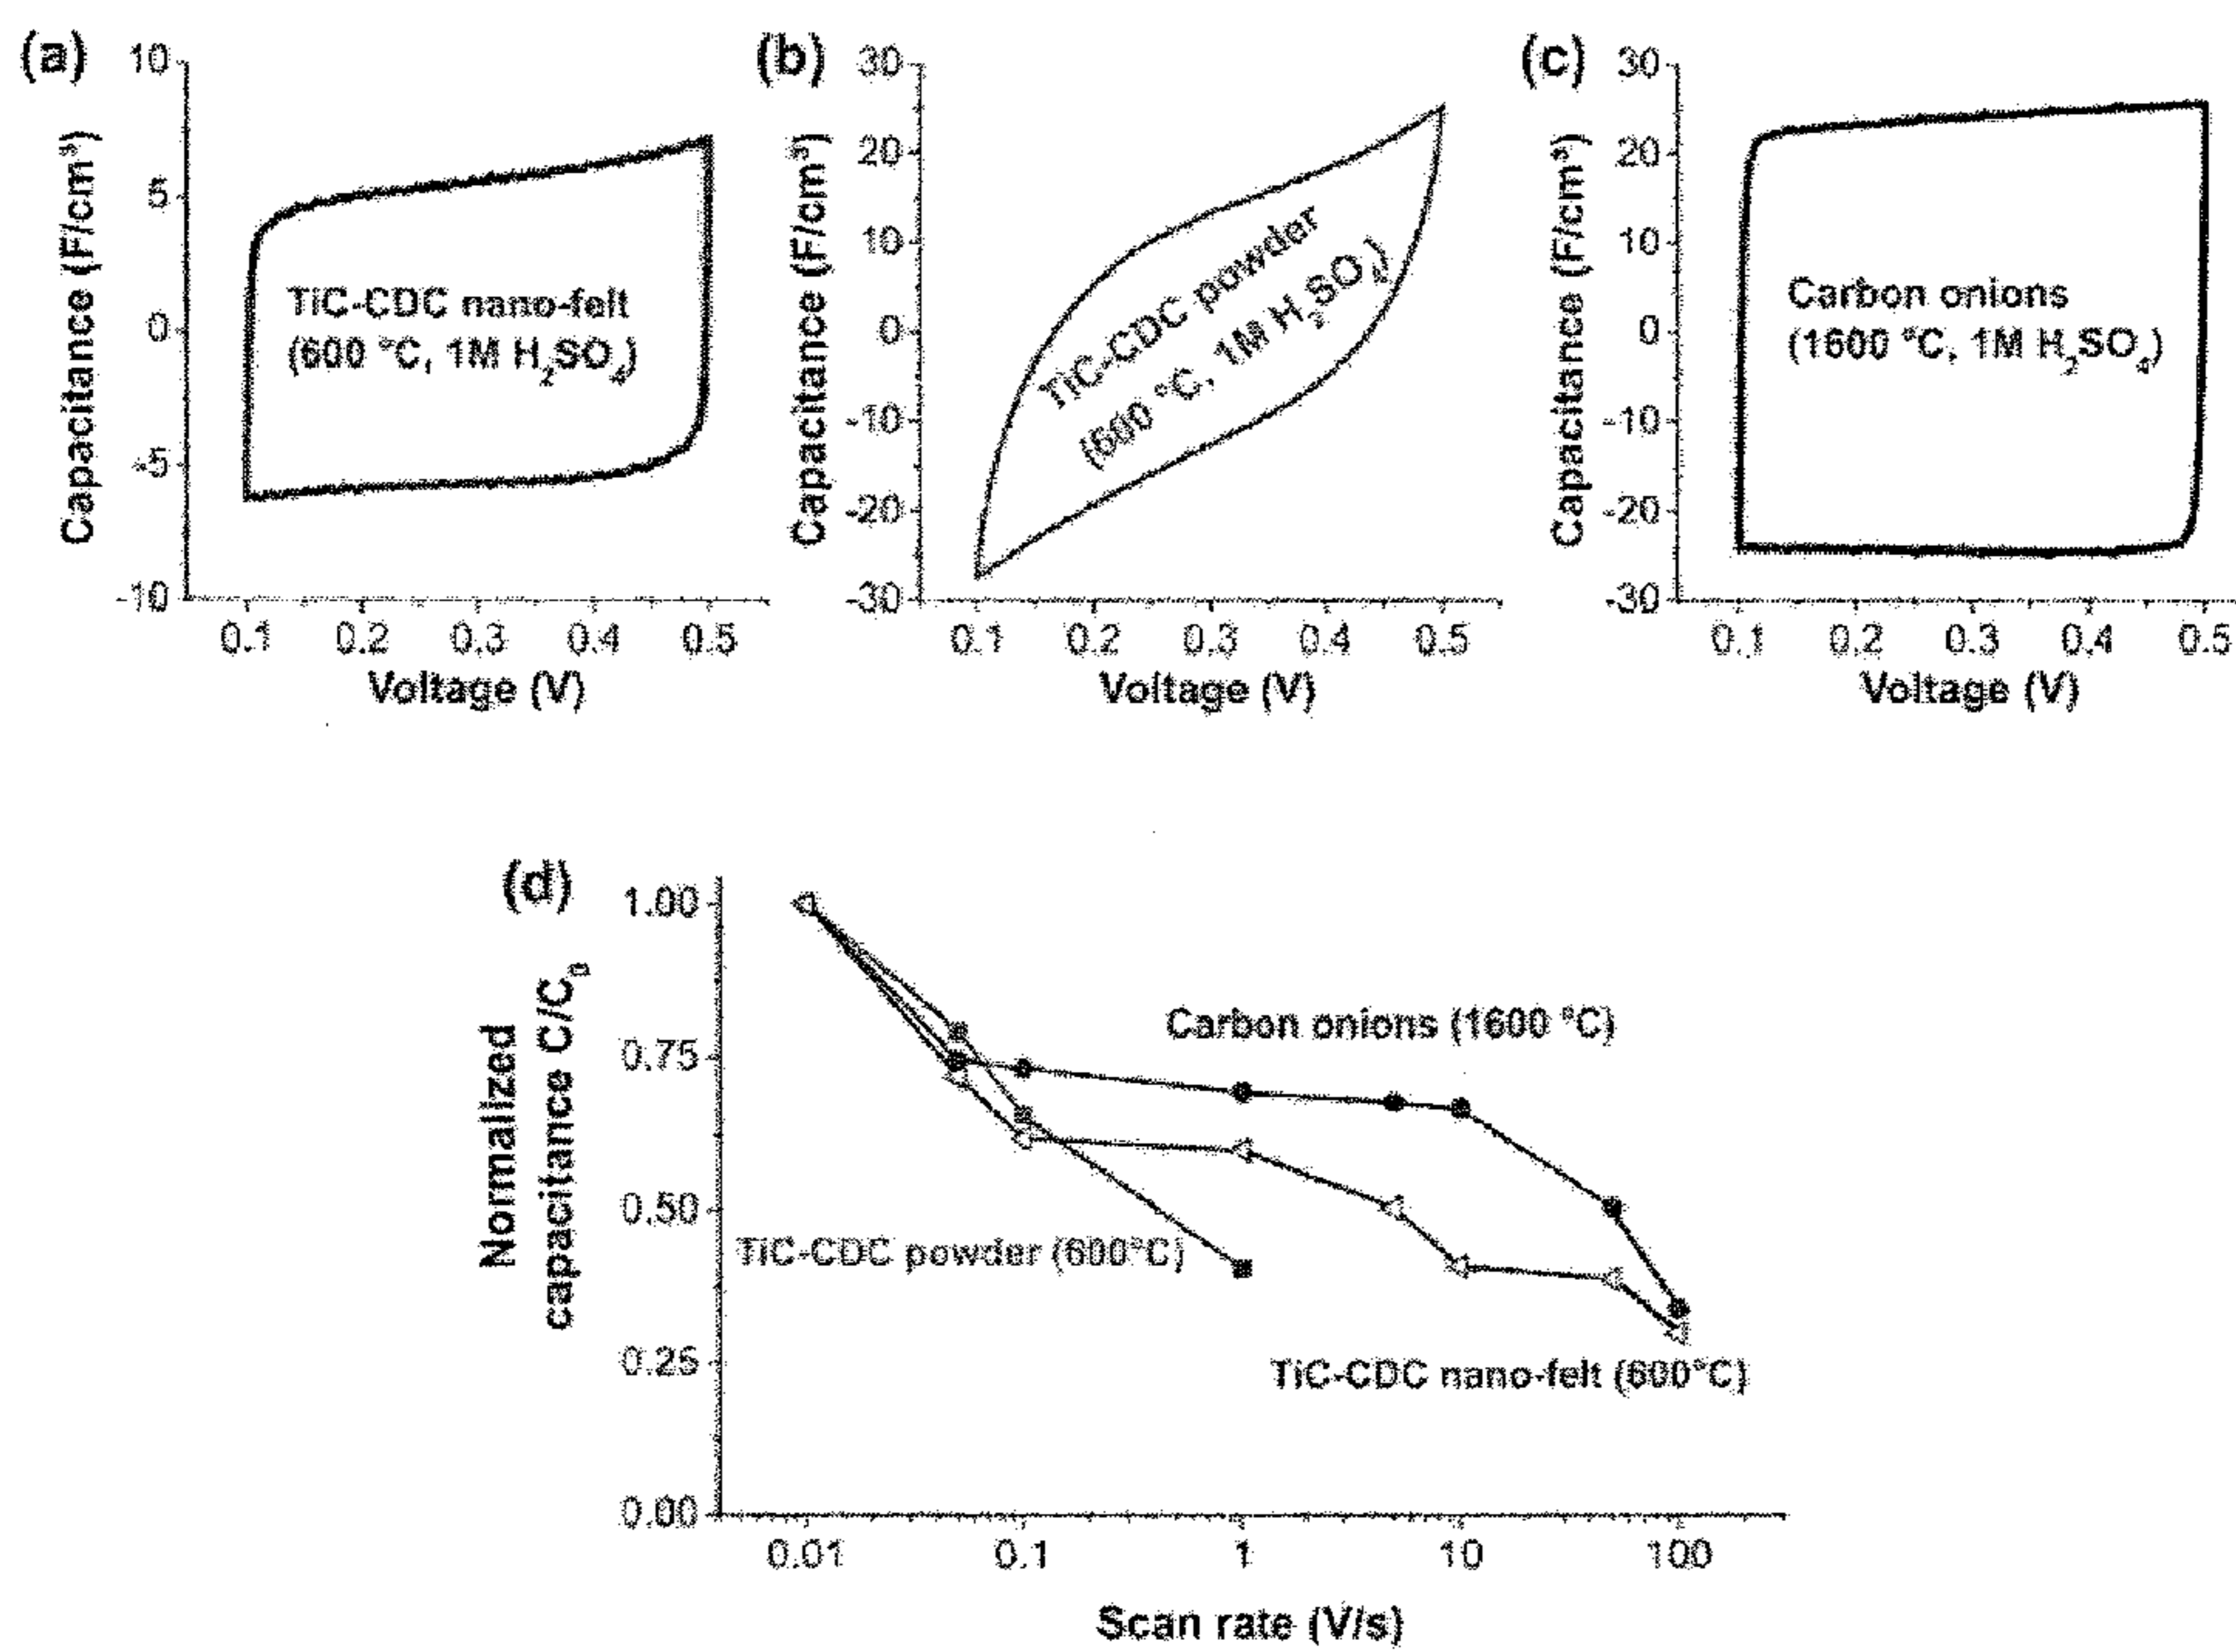 (a)
10
5
0
-5
-10
Capacitance (F/cm³)
TiC-CDC nano-felt
(600 °C, 1M H₂SO₄)
0.1 0.2 0.3 0.4 0.5
Voltage (V)
(b)
30
20
10
0
-10
-20
-30
Capacitance (F/cm³)
TiC-CDC powder
(600 °C, 1M H₂SO₄)
0.1 0.2 0.3 0.4 0.5
Voltage (V)
(c)
30
20
10
0
-10
-20
-30
Capacitance (F/cm³)
Carbon onions
(1600 °C, 1M H₂SO₄)
0.1 0.2 0.3 0.4 0.5
Voltage (V)
(d)
1.00
0.75
0.50
0.25
0.00
Normalized
capacitance C/C₀
Carbon onions (1600 °C)
TiC-CDC powder (600°C)
TiC-CDC nano-felt (600°C)
0.01 0.1 1 10 100
Scan rate (V/s)